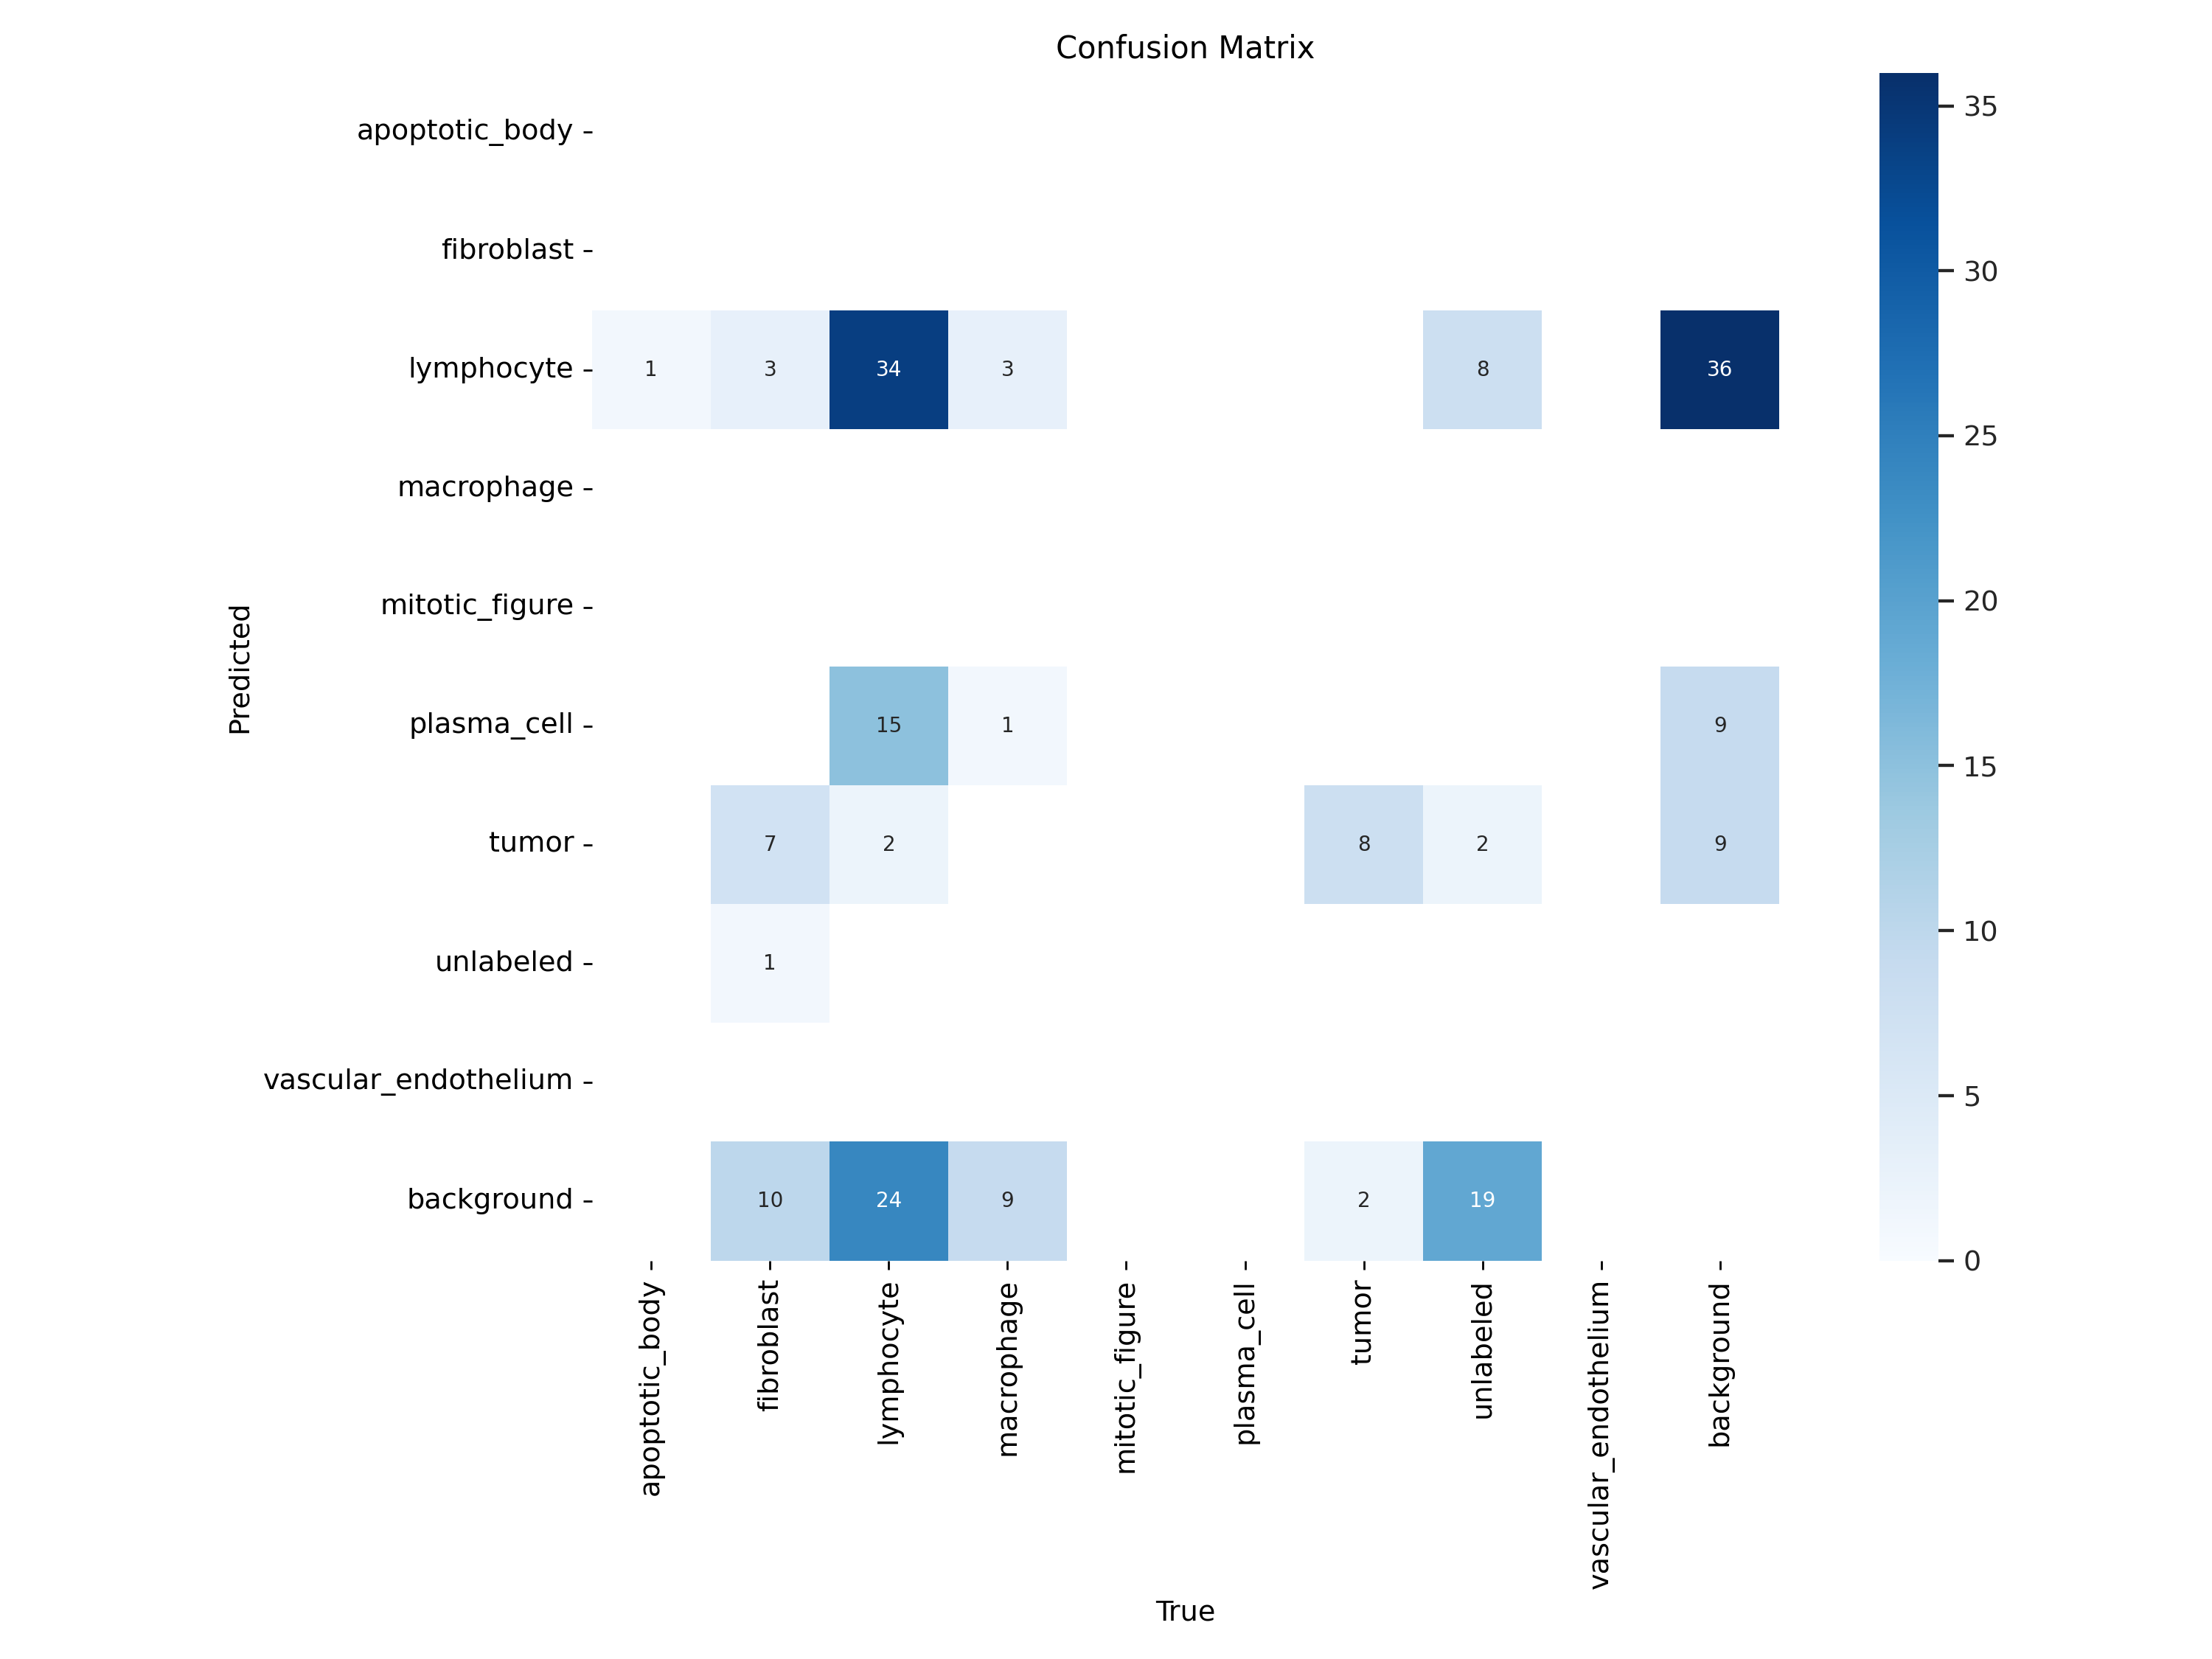 Confusion Matrix
apoptotic_body
fibroblast
lymphocyte 1 3 34 3 8 36
macrophage
mitotic_figure
plasma_cell 15 1 9
tumor 7 2 8 2 9
unlabeled 1
vascular_endothelium
background 10 24 9 2 19
Predicted
apoptotic_body
fibroblast
lymphocyte
macrophage
mitotic_figure
plasma_cell
tumor
unlabeled
vascular_endothelium
background
True
35
30
25
20
15
10
5
0